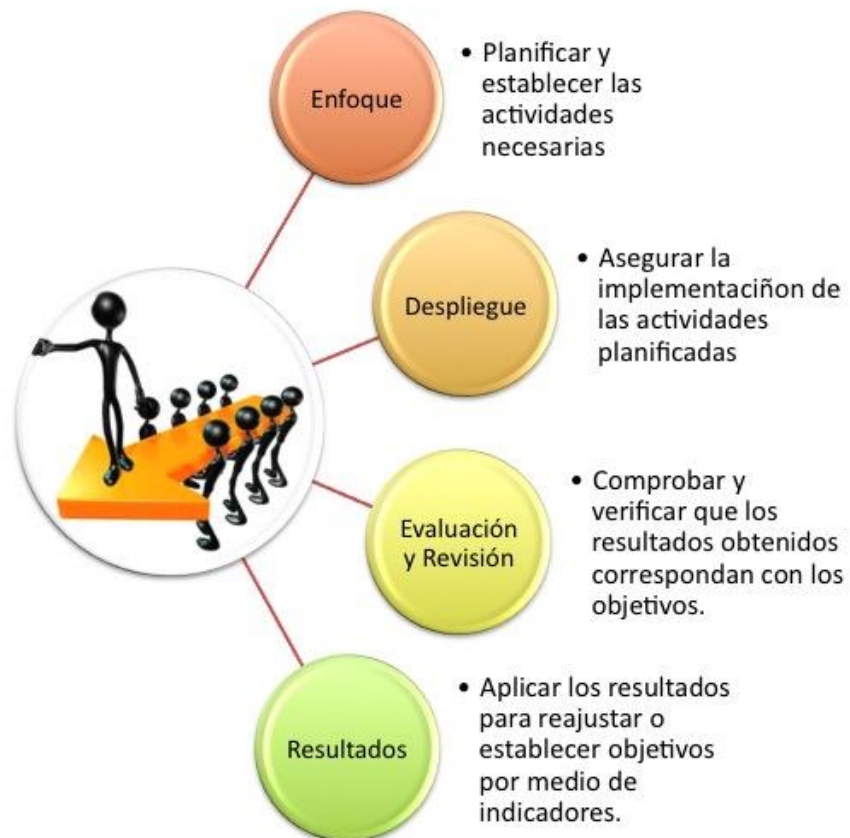 Enfoque
• Planificar y
establecer las
actividades
necesarias
Despliegue
• Asegurar la
implementaciñon de
las actividades
planificadas
Evaluación
y Revisión
• Comprobar y
verificar que los
resultados obtenidos
correspondan con los
objetivos.
Resultados
• Aplicar los resultados
para reajustar o
establecer objetivos
por medio de
indicadores.